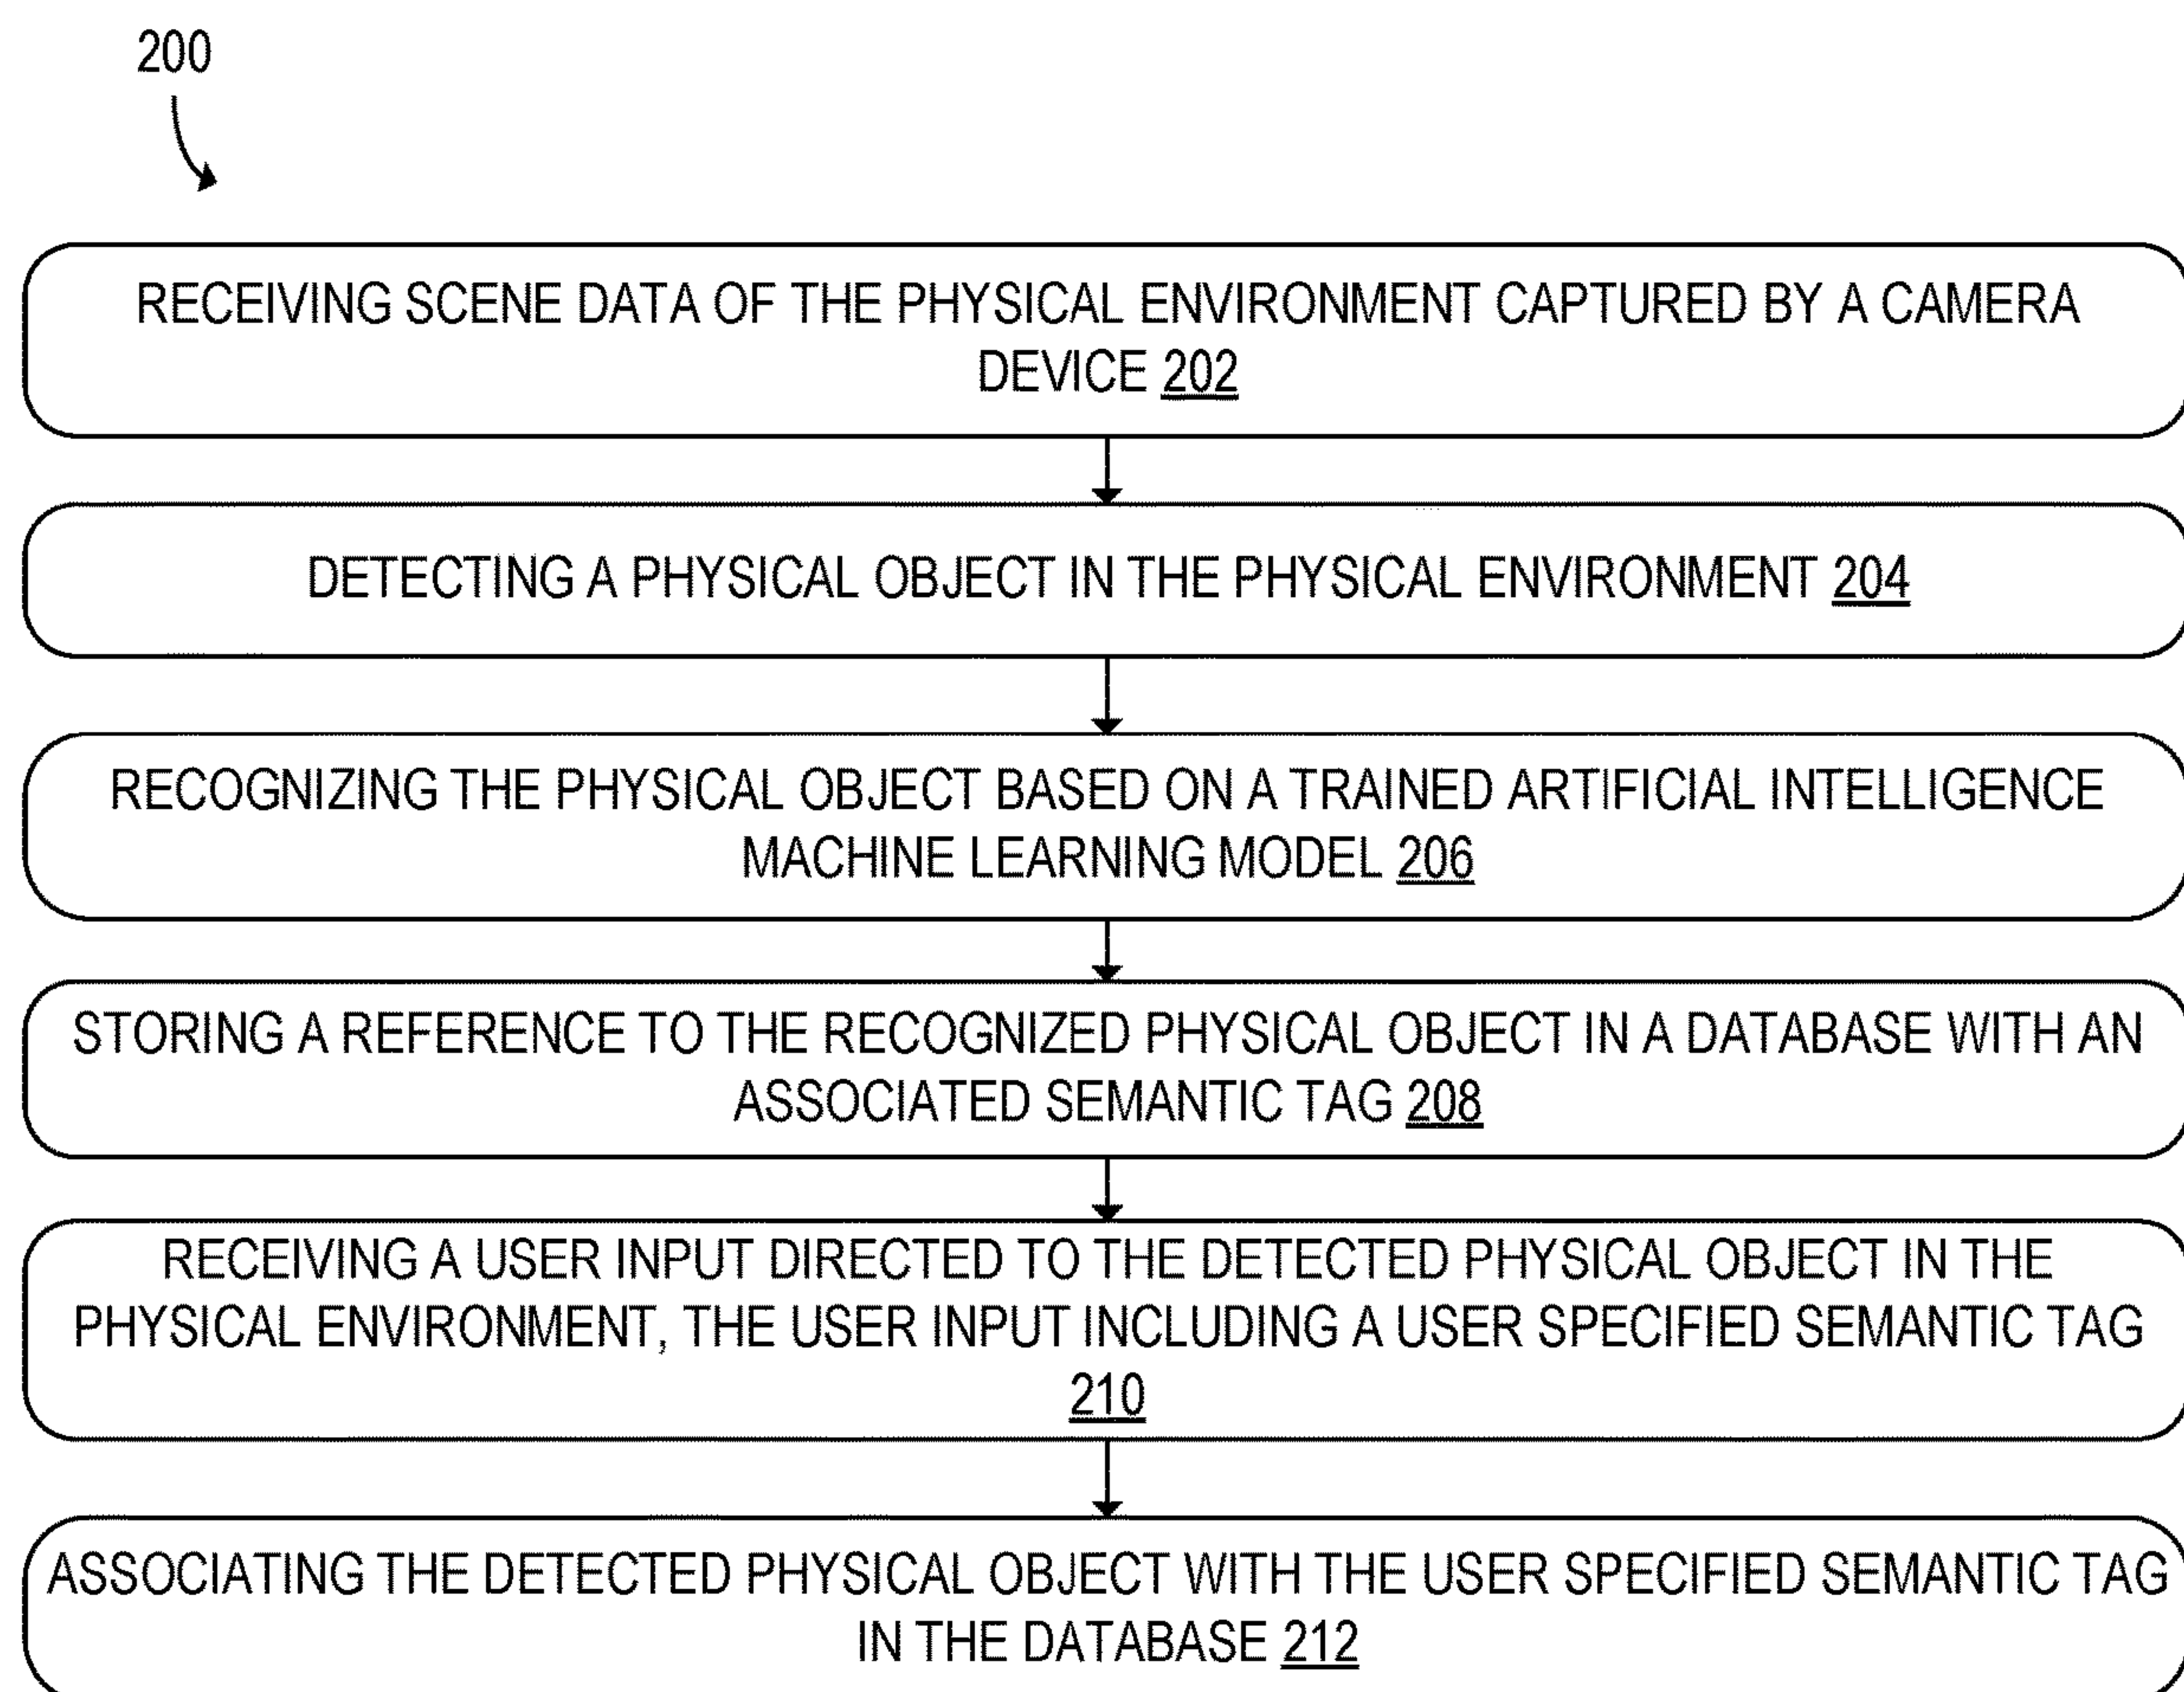 200
RECEIVING SCENE DATA OF THE PHYSICAL ENVIRONMENT CAPTURED BY A CAMERA
DEVICE 202
DETECTING A PHYSICAL OBJECT IN THE PHYSICAL ENVIRONMENT 204
RECOGNIZING THE PHYSICAL OBJECT BASED ON A TRAINED ARTIFICIAL INTELLIGENCE
MACHINE LEARNING MODEL 206
STORING A REFERENCE TO THE RECOGNIZED PHYSICAL OBJECT IN A DATABASE WITH AN
ASSOCIATED SEMANTIC TAG 208
RECEIVING A USER INPUT DIRECTED TO THE DETECTED PHYSICAL OBJECT IN THE
PHYSICAL ENVIRONMENT, THE USER INPUT INCLUDING A USER SPECIFIED SEMANTIC TAG
210
ASSOCIATING THE DETECTED PHYSICAL OBJECT WITH THE USER SPECIFIED SEMANTIC TAG
IN THE DATABASE 212